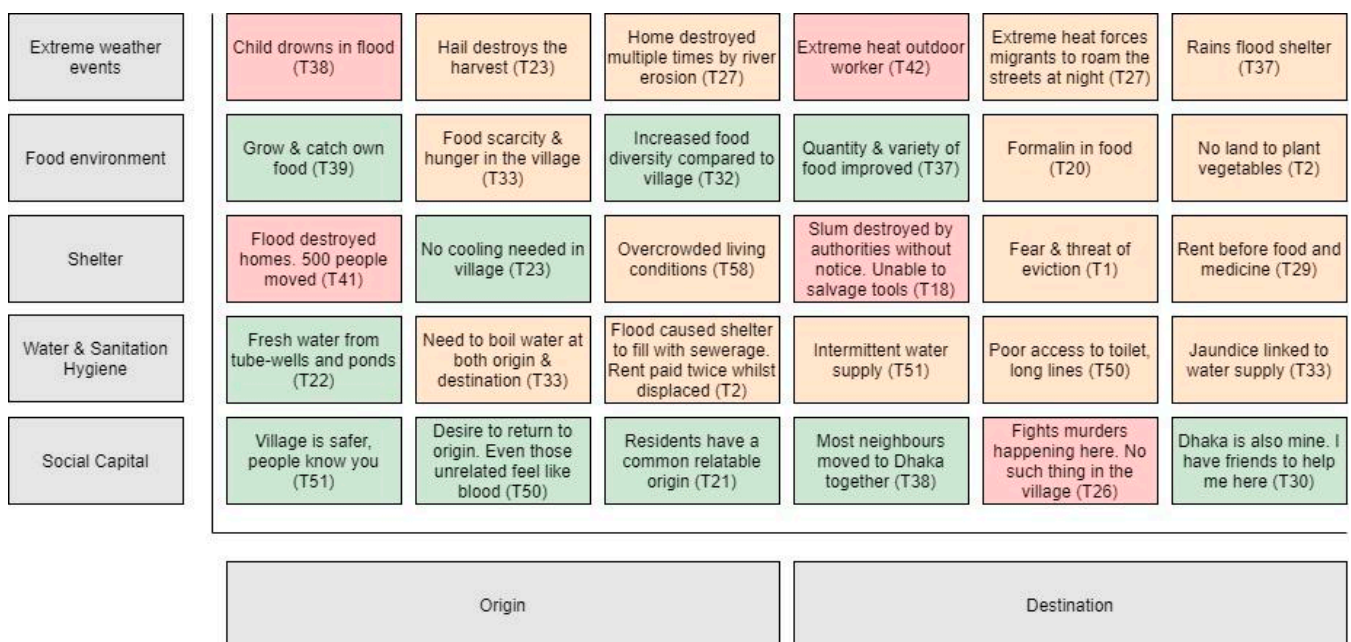 Extreme weather
events
Child drowns in flood
(T38)
Hail destroys the
harvest (T23)
Home destroyed
multiple times by river
erosion (T27)
Extreme heat outdoor
worker (T42)
Extreme heat forces
migrants to roam the
streets at night (T27)
Rains flood shelter
(T37)
Food environment
Grow & catch own
food (T39)
Food scarcity &
hunger in the village
(T33)
Increased food
diversity compared to
village (T32)
Quantity & variety of
food improved (T37)
Formalin in food
(T20)
No land to plant
vegetables (T2)
Shelter
Flood destroyed
homes. 500 people
moved (T41)
No cooling needed in
village (T23)
Overcrowded living
conditions (T58)
Slum destroyed by
authorities without
notice. Unable to
salvage tools (T18)
Fear & threat of
eviction (T1)
Rent before food and
medicine (T29)
Water & Sanitation
Hygiene
Fresh water from
tube-wells and ponds
(T22)
Need to boil water at
both origin &
destination (T33)
Flood caused shelter
to fill with sewerage.
Rent paid twice whilst
displaced (T2)
Intermittent water
supply (T51)
Poor access to toilet,
long lines (T50)
Jaundice linked to
water supply (T33)
Social Capital
Village is safer,
people know you
(T51)
Desire to return to
origin. Even those
unrelated feel like
blood (T50)
Residents have a
common relatable
origin (T21)
Most neighbours
moved to Dhaka
together (T38)
Fights murders
happening here. No
such thing in the
village (T26)
Dhaka is also mine. I
have friends to help
me here (T30)
Origin
Destination